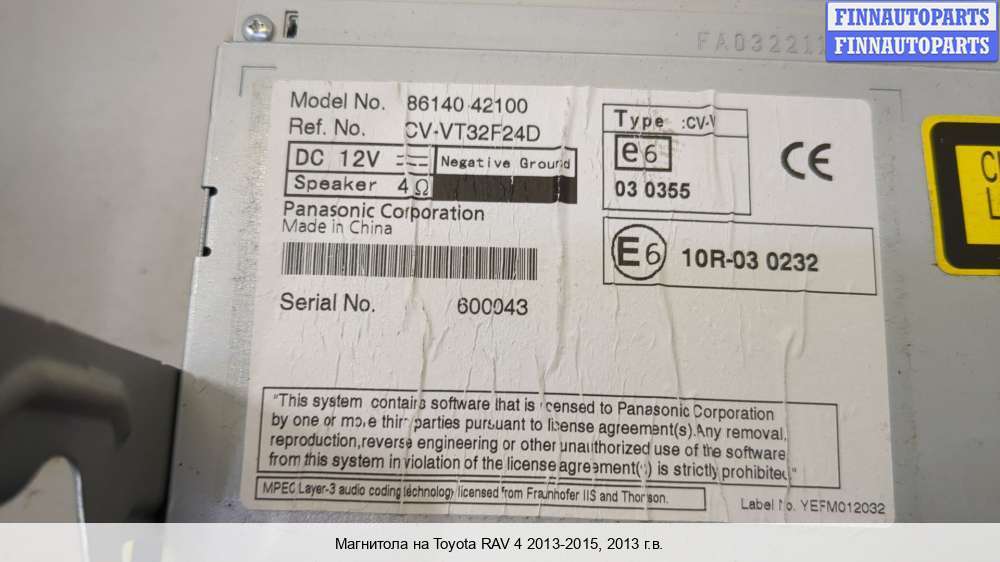 FINNAUTOPARTS
FINNAUTOPARTS
FA032211
Model No. 86140 42100
Ref. No. CV-VT32F24D
DC 12V Negative Ground
Speaker 4Ω
Panasonic Corporation
Made in China
Serial No. 600043
Type :CV-V
e6
03 0355
CE
E6 10R-03 0232
"This system contains software that is licensed to Panasonic Corporation
by one or more third parties pursuant to license agreement(s). Any removal,
reproduction, reverse engineering or other unauthorized use of the software
from this system in violation of the license agreement(s) is strictly prohibited."
MPEG Layer-3 audio coding technology licensed from Fraunhofer IIS and Thomson.
Label No. YEFM012032
Магнитола на Toyota RAV 4 2013-2015, 2013 г.в.